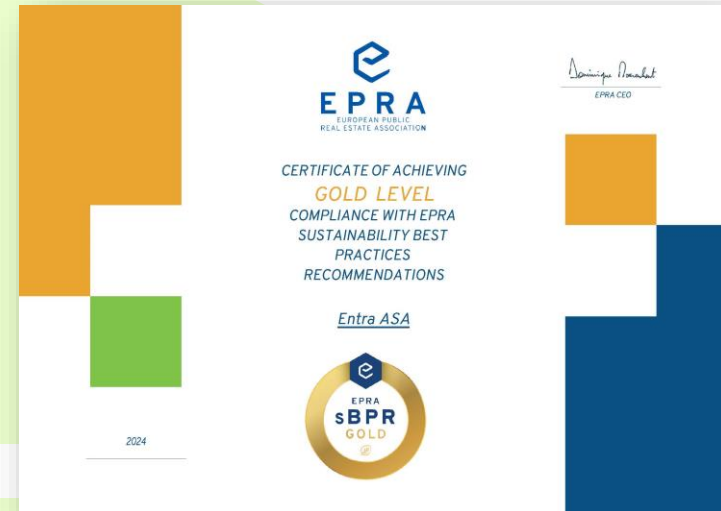 EPRA
EUROPEAN PUBLIC
REAL ESTATE ASSOCIATION
EPRA CEO
CERTIFICATE OF ACHIEVING
GOLD LEVEL
COMPLIANCE WITH EPRA
SUSTAINABILITY BEST
PRACTICES
RECOMMENDATIONS
Entra ASA
EPRA
sBPR
GOLD
2024